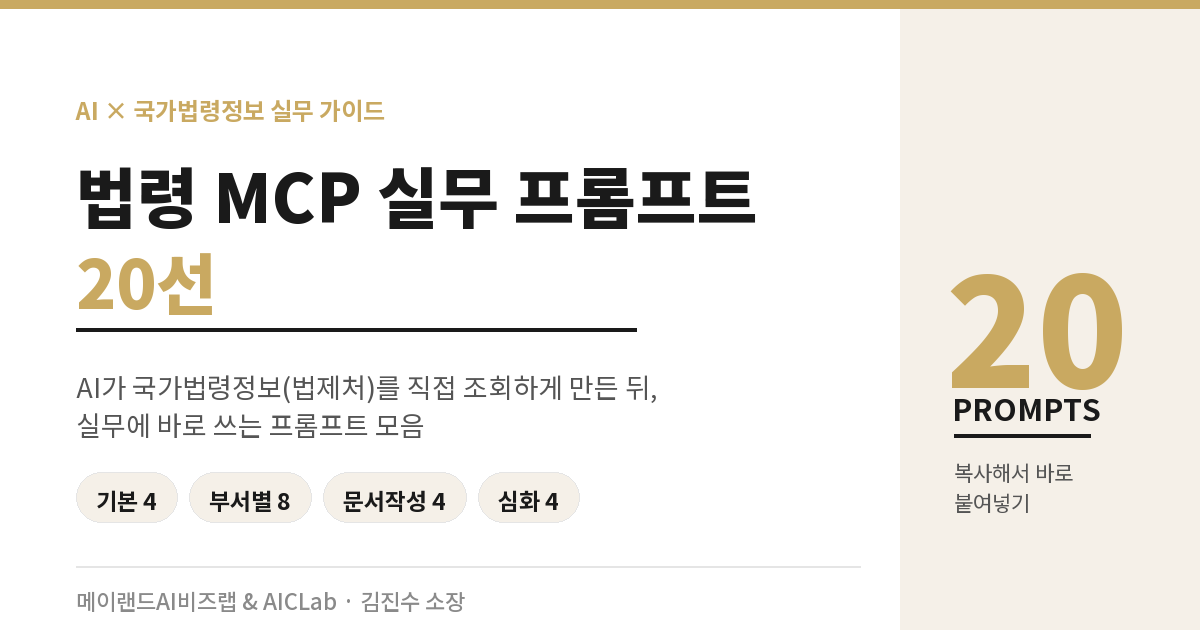 AI × 국가법령정보 실무 가이드
법령 MCP 실무 프롬프트
20선
AI가 국가법령정보(법제처)를 직접 조회하게 만든 뒤,
실무에 바로 쓰는 프롬프트 모음
기본 4
부서별 8
문서작성 4
심화 4
메이랜드AI비즈랩 & AICLab · 김진수 소장
20
PROMPTS
복사해서 바로
붙여넣기